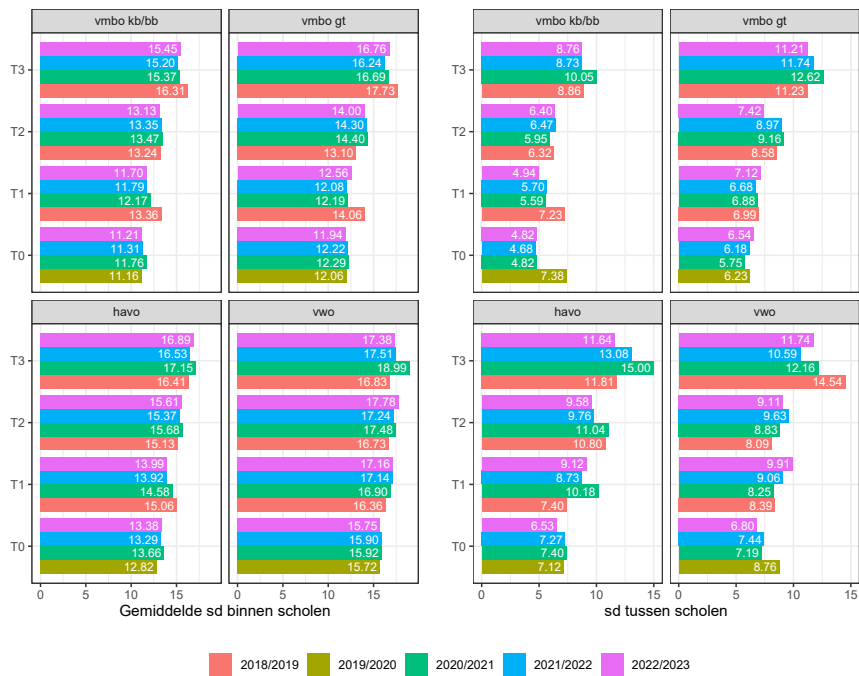 vmbo kb/bb vmbo gt vmbo kb/bb vmbo gt
T3 15.45 16.76 8.76 11.21
15.20 16.24 8.73 11.74
15.37 16.69 10.05 12.62
16.31 17.73 8.86 11.23
T2 13.13 14.00 6.40 7.42
13.35 14.30 6.47 8.97
13.47 14.40 5.95 9.16
13.24 13.10 6.32 8.58
T1 11.70 12.56 4.94 7.12
11.79 12.08 5.70 6.68
12.17 12.19 5.59 6.88
13.36 14.06 7.23 6.99
T0 11.21 11.94 4.82 6.54
11.31 12.22 4.68 6.18
11.76 12.29 4.82 5.75
11.16 12.06 7.38 6.23
havo vwo havo vwo
T3 16.89 17.38 11.64 11.74
16.53 17.51 13.08 10.59
17.15 18.99 15.00 12.16
16.41 16.83 11.81 14.54
T2 15.61 17.78 9.58 9.11
15.37 17.24 9.76 9.63
15.68 17.48 11.04 8.83
15.13 16.73 10.80 8.09
T1 13.99 17.16 9.12 9.91
13.92 17.14 8.73 9.06
14.58 16.90 10.18 8.25
15.06 16.36 7.40 8.39
T0 13.38 15.75 6.53 6.80
13.29 15.90 7.27 7.44
13.66 15.92 7.40 7.19
12.82 15.72 7.12 8.76
0 5 10 15 0 5 10 15 0 5 10 15 0 5 10 15
Gemiddelde sd binnen scholen sd tussen scholen
2018/2019 2019/2020 2020/2021 2021/2022 2022/2023